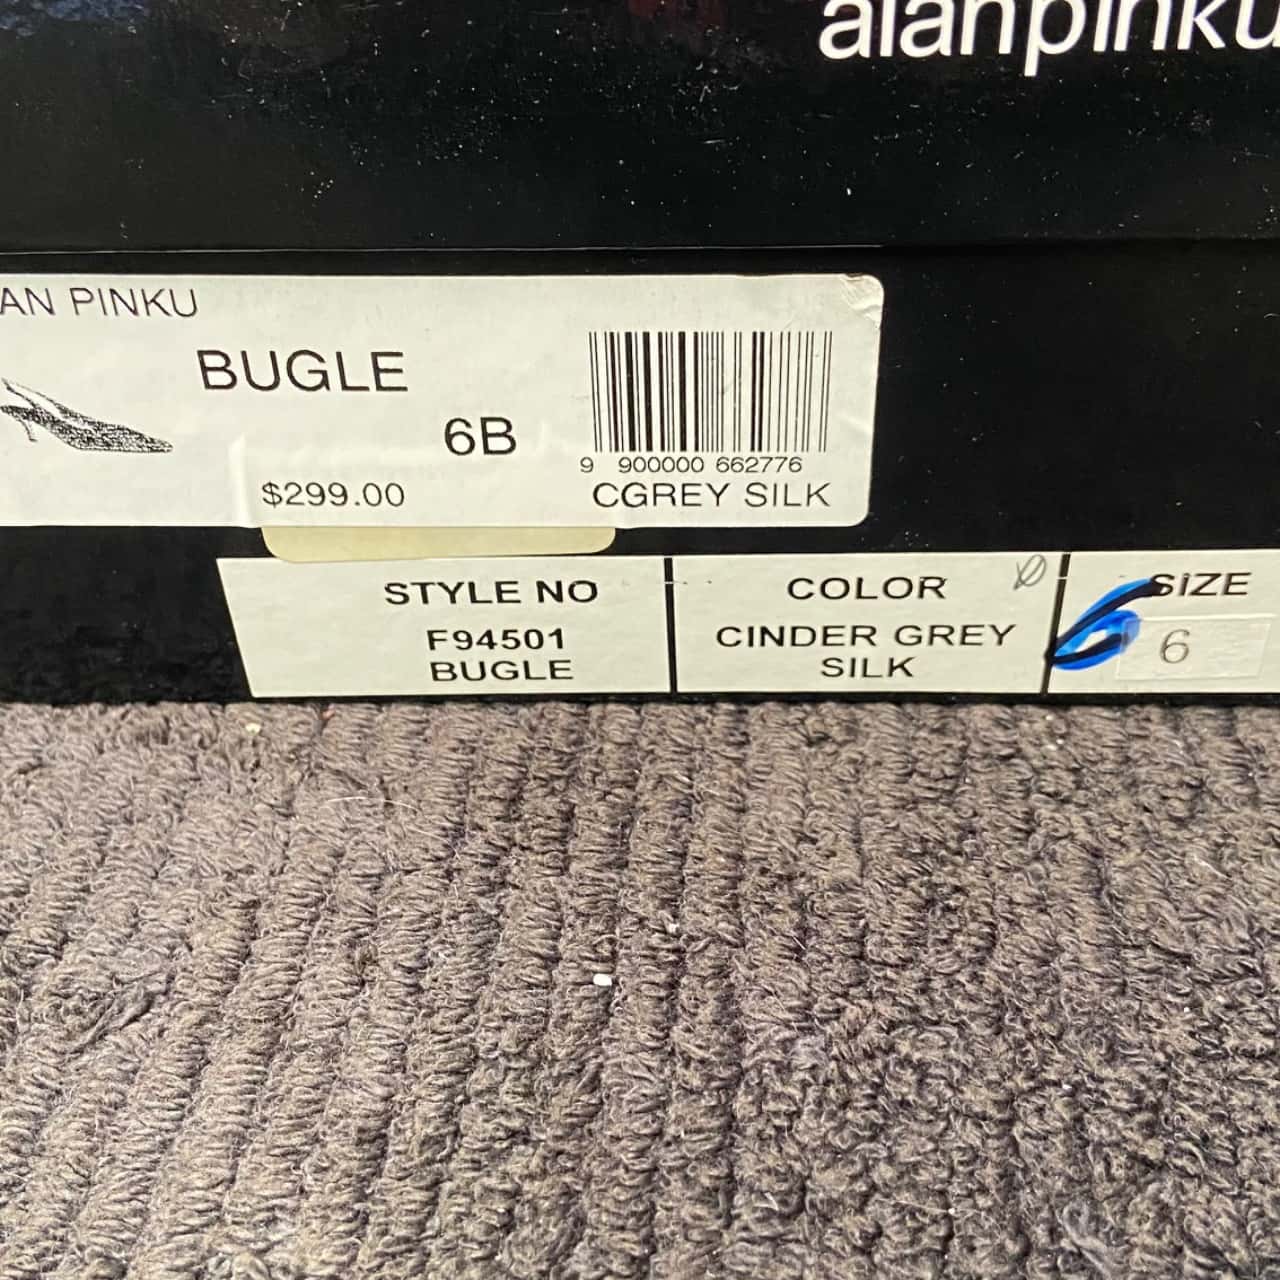 alanpinku
AN PINKU
BUGLE
6B
9 900000 662776
$299.00
CGREY SILK
STYLE NO
F94501
BUGLE
COLOR
CINDER GREY
SILK
SIZE
6
6